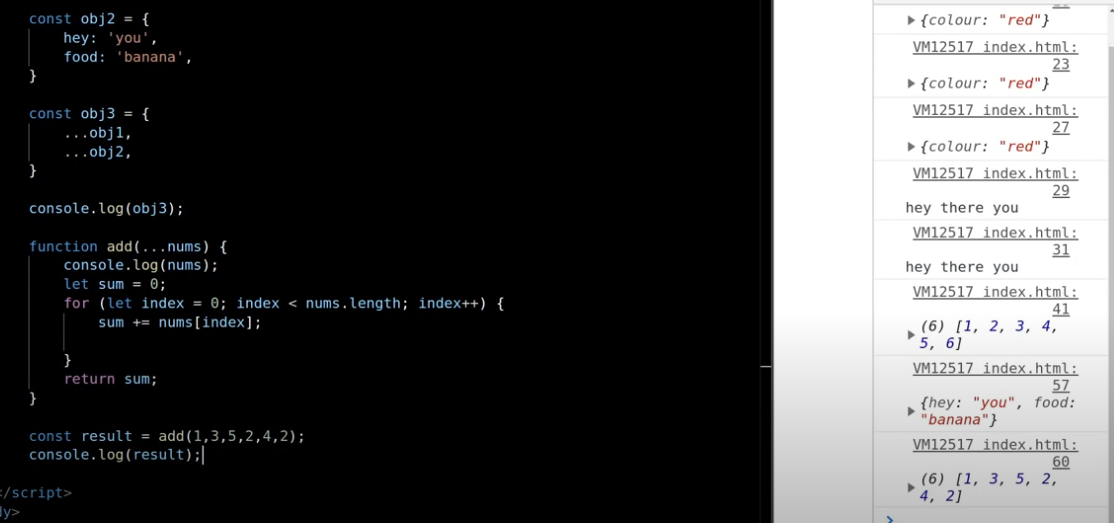 const obj2 = {
hey: 'you',
food: 'banana',
}
const obj3 = {
...obj1,
...obj2,
}
console.log(obj3);
function add(...nums) {
console.log(nums);
let sum = 0;
for (let index = 0; index < nums.length; index++) {
sum += nums[index];
}
return sum;
}
const result = add(1,3,5,2,4,2);
console.log(result);
</script>
dy>
{colour: "red"}
VM12517 index.html:
23
{colour: "red"}
VM12517 index.html:
27
{colour: "red"}
VM12517 index.html:
29
hey there you
VM12517 index.html:
31
hey there you
VM12517 index.html:
41
(6) [1, 2, 3, 4,
5, 6]
VM12517 index.html:
57
{hey: "you", food:
"banana"}
VM12517 index.html:
60
(6) [1, 3, 5, 2,
4, 2]